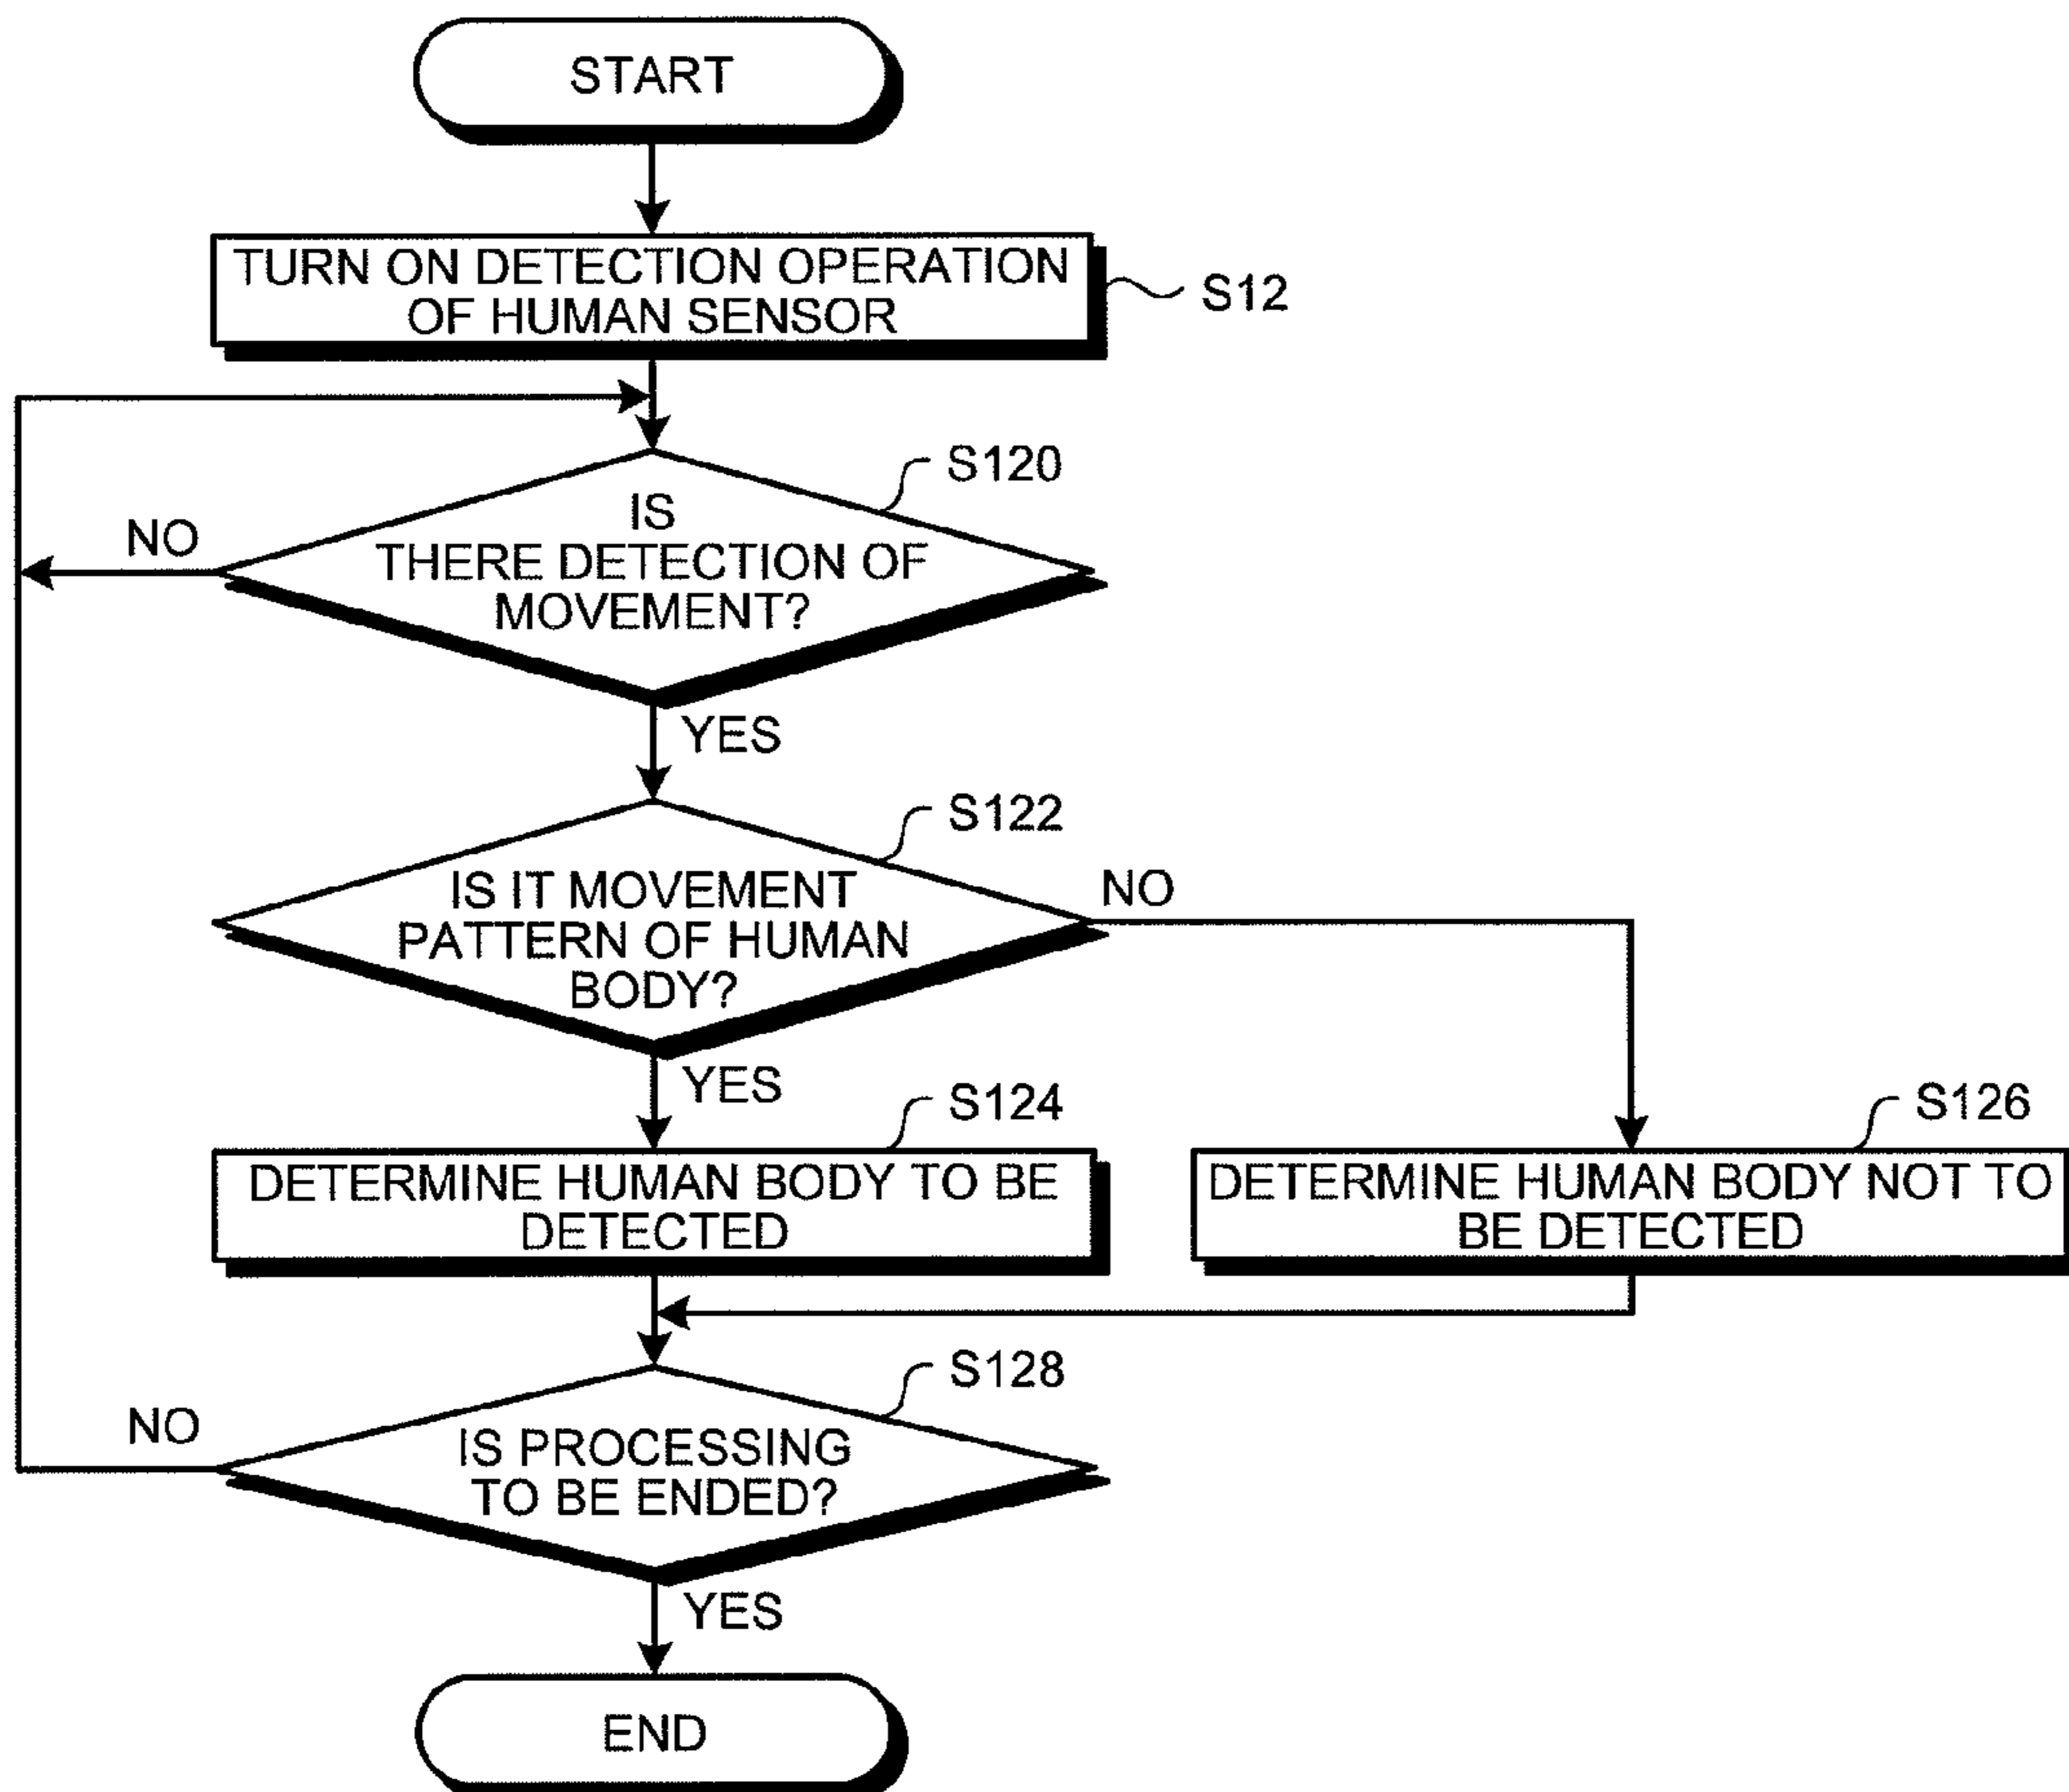 START
TURN ON DETECTION OPERATION
OF HUMAN SENSOR
S12
S120
IS
THERE DETECTION OF
MOVEMENT?
NO
YES
S122
IS IT MOVEMENT
PATTERN OF HUMAN
BODY?
NO
YES
S124
DETERMINE HUMAN BODY TO BE
DETECTED
S126
DETERMINE HUMAN BODY NOT TO
BE DETECTED
S128
IS PROCESSING
TO BE ENDED?
NO
YES
END